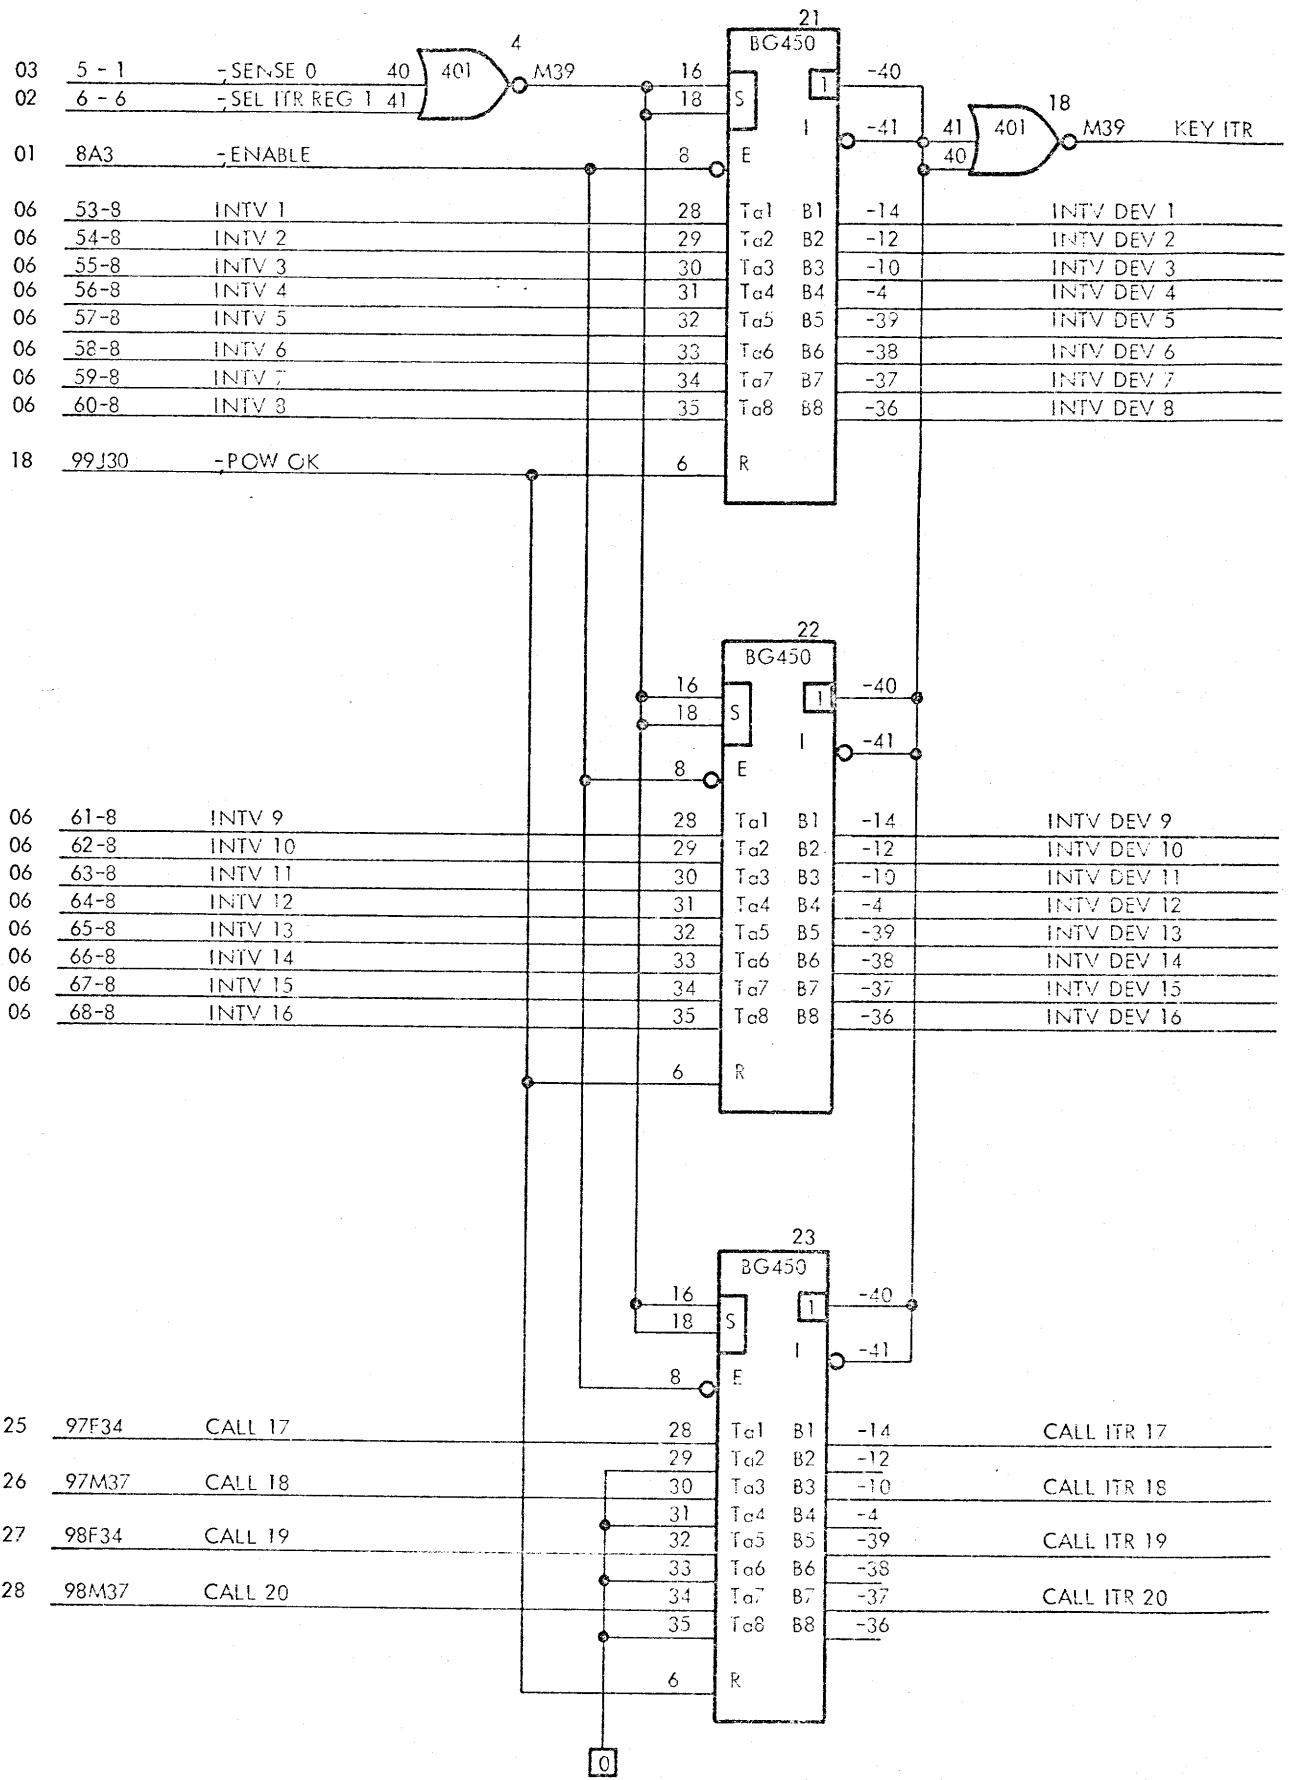 21
4 BG450
03 5 - 1 -,SENSE 0 40 401 M39 16 1 -40
18
02 6 - 6 -,SEL ITR REG 1 41 18 S
I -41 41 401 M39 KEY ITR
01 8A3 -,ENABLE 8 E 40
06 53-8 INTV 1 28 Ta1 B1 -14 INTV DEV 1
06 54-8 INTV 2 29 Ta2 B2 -12 INTV DEV 2
06 55-8 INTV 3 30 Ta3 B3 -10 INTV DEV 3
06 56-8 INTV 4 31 Ta4 B4 -4 INTV DEV 4
06 57-8 INTV 5 32 Ta5 B5 -39 INTV DEV 5
06 58-8 INTV 6 33 Ta6 B6 -38 INTV DEV 6
06 59-8 INTV 7 34 Ta7 B7 -37 INTV DEV 7
06 60-8 INTV 8 35 Ta8 B8 -36 INTV DEV 8
18 99J30 -,POW OK 6 R
22
BG450
16 1 -40
18 S
I -41
8 E
06 61-8 INTV 9 28 Ta1 B1 -14 INTV DEV 9
06 62-8 INTV 10 29 Ta2 B2 -12 INTV DEV 10
06 63-8 INTV 11 30 Ta3 B3 -10 INTV DEV 11
06 64-8 INTV 12 31 Ta4 B4 -4 INTV DEV 12
06 65-8 INTV 13 32 Ta5 B5 -39 INTV DEV 13
06 66-8 INTV 14 33 Ta6 B6 -38 INTV DEV 14
06 67-8 INTV 15 34 Ta7 B7 -37 INTV DEV 15
06 68-8 INTV 16 35 Ta8 B8 -36 INTV DEV 16
6 R
23
BG450
16 1 -40
18 S
I -41
8 E
25 97F34 CALL 17 28 Ta1 B1 -14 CALL ITR 17
29 Ta2 B2 -12
26 97M37 CALL 18 30 Ta3 B3 -10 CALL ITR 18
31 Ta4 B4 -4
27 98F34 CALL 19 32 Ta5 B5 -39 CALL ITR 19
33 Ta6 B6 -38
28 98M37 CALL 20 34 Ta7 B7 -37 CALL ITR 20
35 Ta8 B8 -36
6 R
0